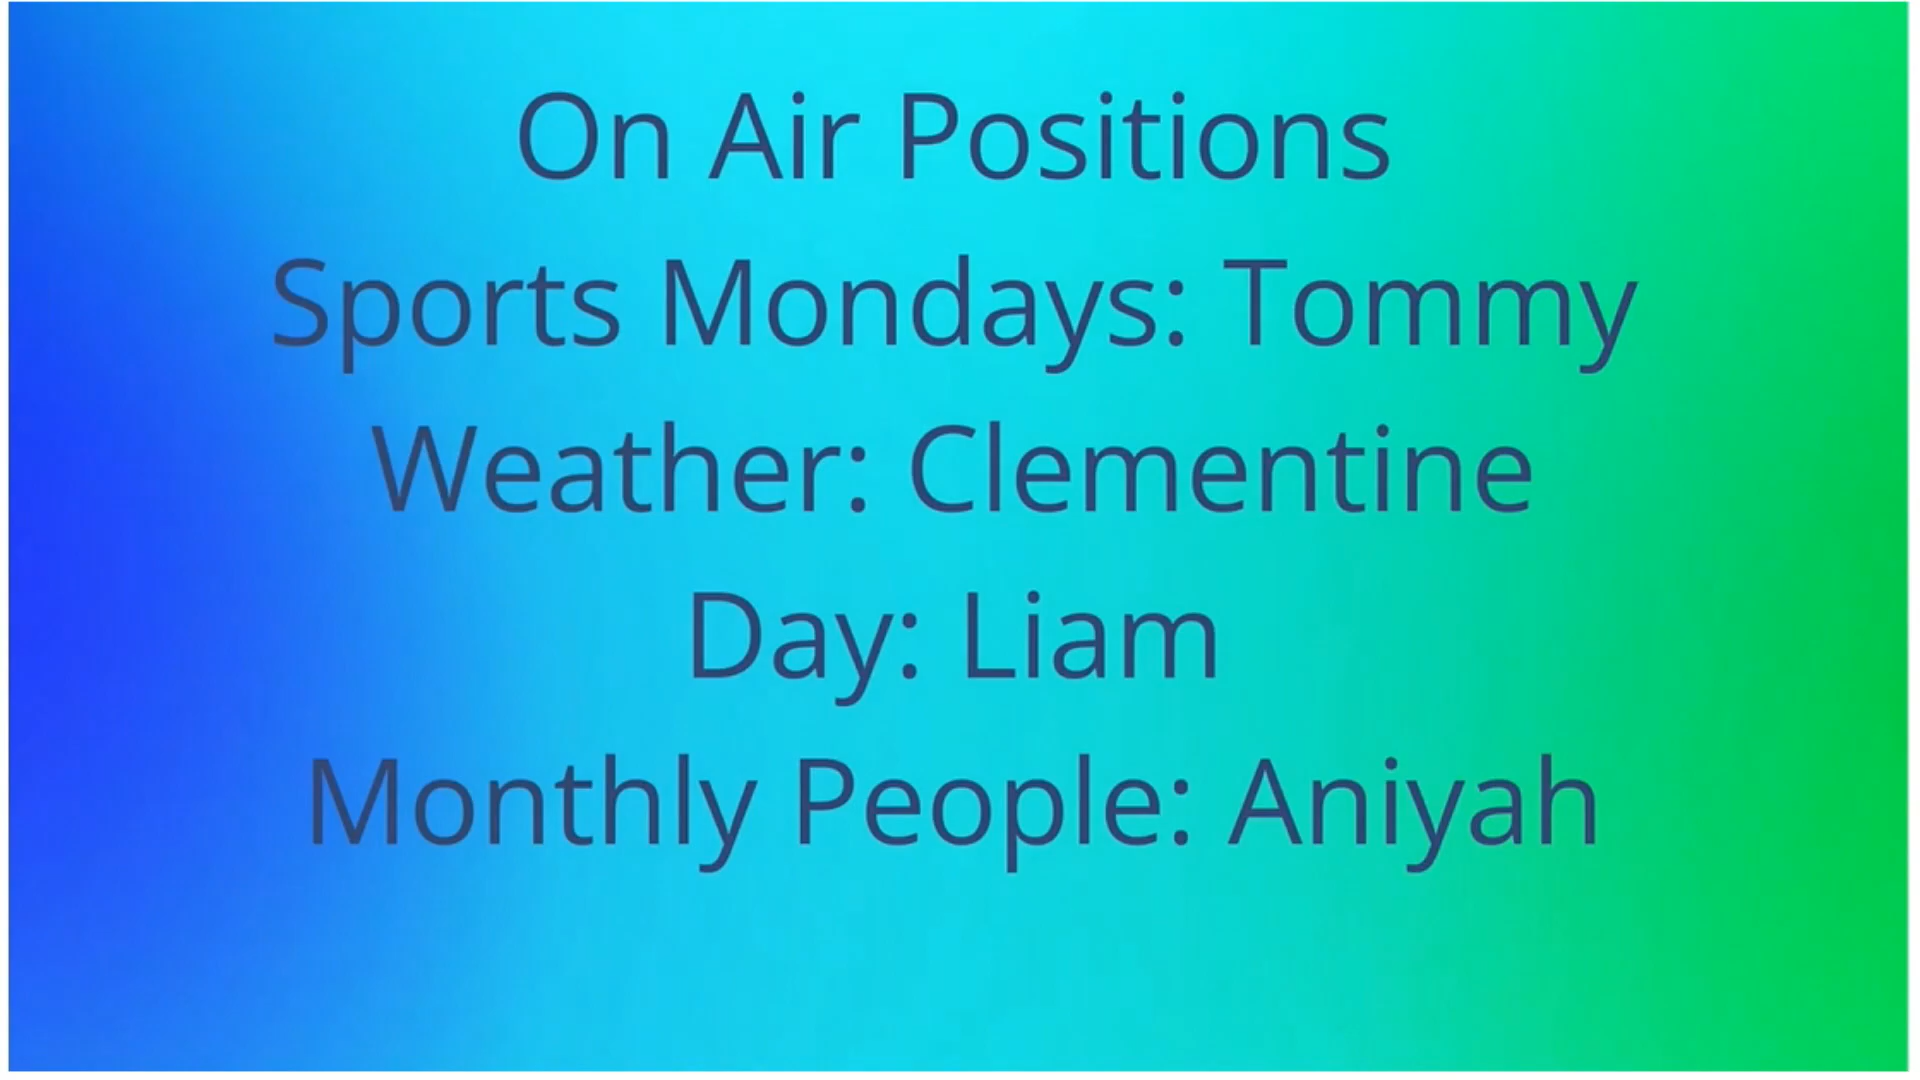 On Air Positions
Sports Mondays: Tommy
Weather: Clementine
Day: Liam
Monthly People: Aniyah